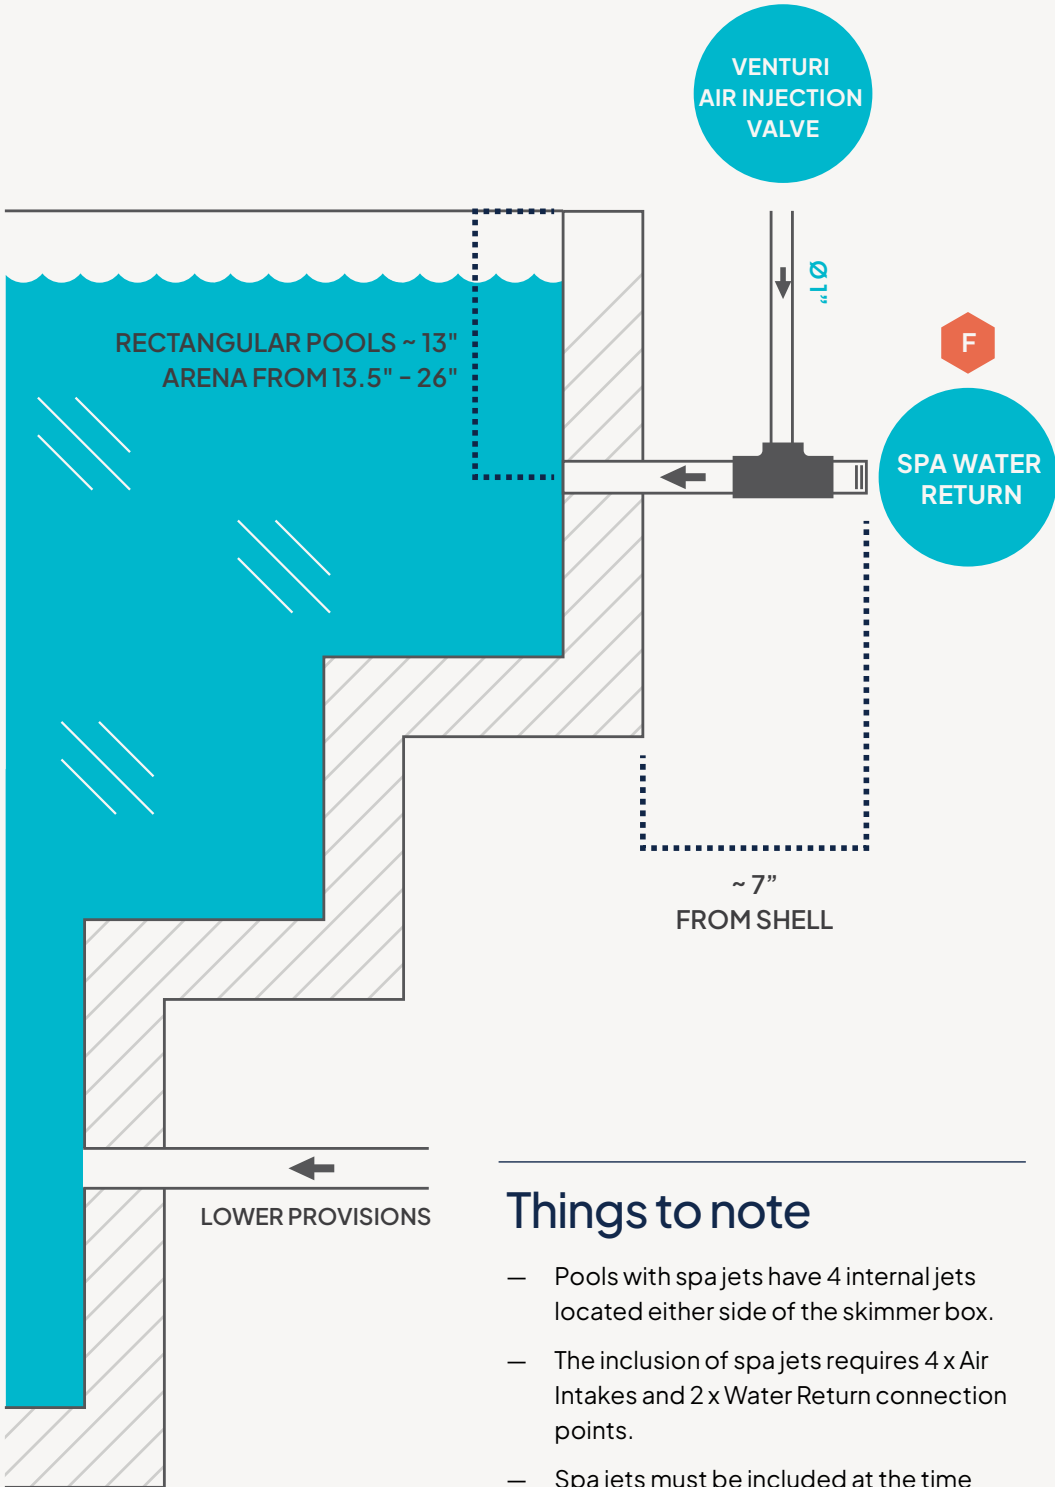 VENTURI
AIR INJECTION
VALVE
Ø 1”
RECTANGULAR POOLS ~ 13"
ARENA FROM 13.5" - 26"
F
SPA WATER
RETURN
~ 7”
FROM SHELL
LOWER PROVISIONS
Things to note
— Pools with spa jets have 4 internal jets
located either side of the skimmer box.
— The inclusion of spa jets requires 4 x Air
Intakes and 2 x Water Return connection
points.
— Spa jets must be included at the time